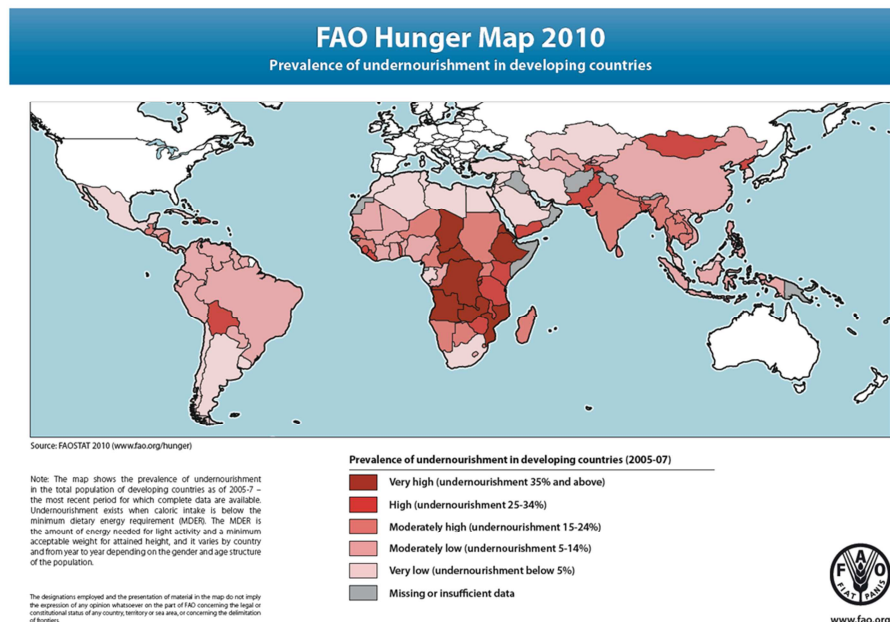 FAO Hunger Map 2010
Prevalence of undernourishment in developing countries
Source: FAOSTAT 2010 (www.fao.org/hunger)
Note: The map shows the prevalence of undernourishment
in the total population of developing countries as of 2005-7 –
the most recent period for which complete data are available.
Undernourishment exists when caloric intake is below the
minimum dietary energy requirement (MDER). The MDER is
the amount of energy needed for light activity and a minimum
acceptable weight for attained height, and it varies by country
and from year to year depending on the gender and age structure
of the population.
The designations employed and the presentation of material in the map do not imply
the expression of any opinion whatsoever on the part of FAO concerning the legal or
constitutional status of any country, territory or sea area, or concerning the delimitation
of frontiers.
Prevalence of undernourishment in developing countries (2005-07)
Very high (undernourishment 35% and above)
High (undernourishment 25-34%)
Moderately high (undernourishment 15-24%)
Moderately low (undernourishment 5-14%)
Very low (undernourishment below 5%)
Missing or insufficient data
F A O
FIAT PANIS
www.fao.org